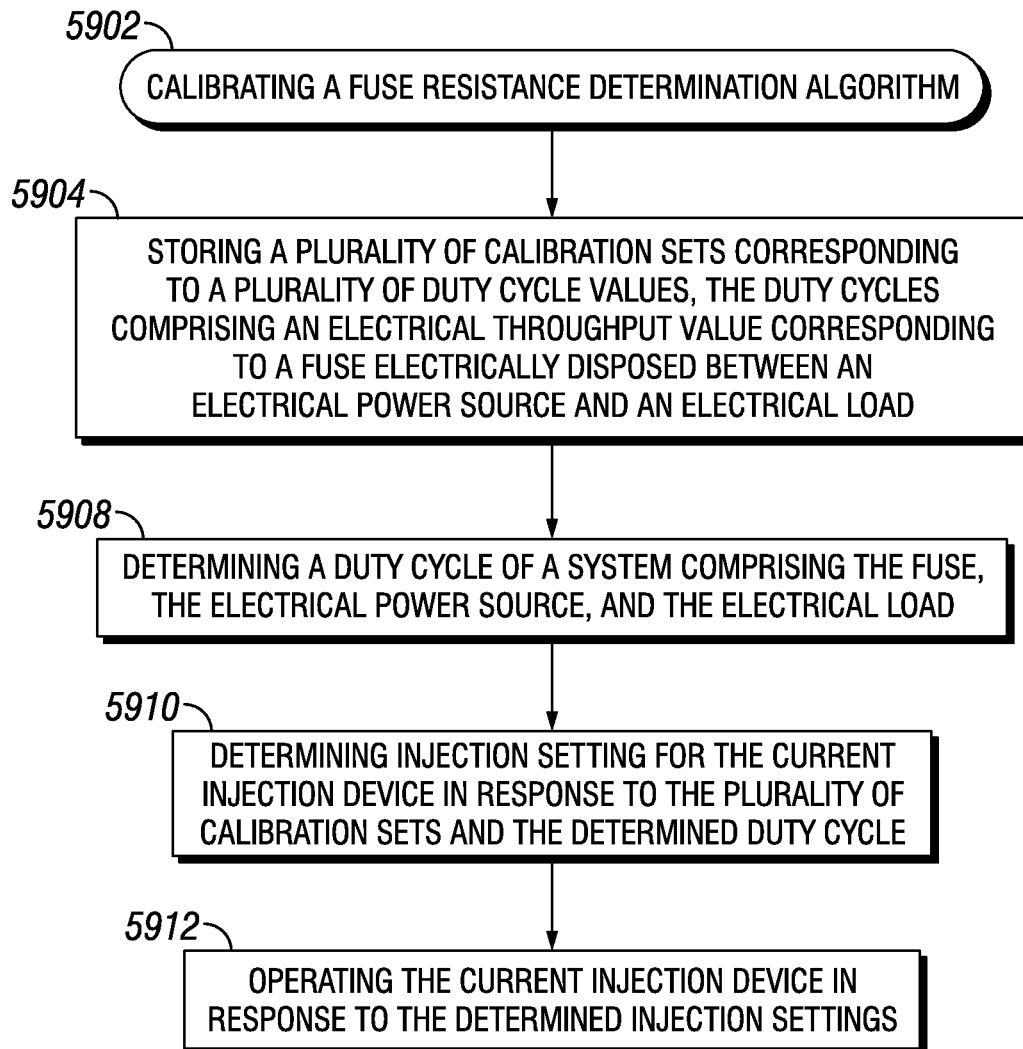 5902
CALIBRATING A FUSE RESISTANCE DETERMINATION ALGORITHM
5904
STORING A PLURALITY OF CALIBRATION SETS CORRESPONDING
TO A PLURALITY OF DUTY CYCLE VALUES, THE DUTY CYCLES
COMPRISING AN ELECTRICAL THROUGHPUT VALUE CORRESPONDING
TO A FUSE ELECTRICALLY DISPOSED BETWEEN AN
ELECTRICAL POWER SOURCE AND AN ELECTRICAL LOAD
5908
DETERMINING A DUTY CYCLE OF A SYSTEM COMPRISING THE FUSE,
THE ELECTRICAL POWER SOURCE, AND THE ELECTRICAL LOAD
5910
DETERMINING INJECTION SETTING FOR THE CURRENT
INJECTION DEVICE IN RESPONSE TO THE PLURALITY OF
CALIBRATION SETS AND THE DETERMINED DUTY CYCLE
5912
OPERATING THE CURRENT INJECTION DEVICE IN
RESPONSE TO THE DETERMINED INJECTION SETTINGS